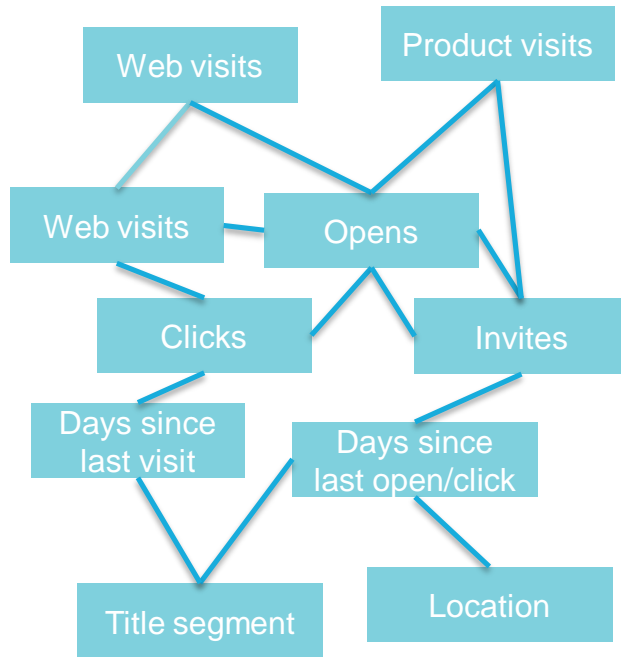 Web visits
Product visits
Web visits
Opens
Clicks
Invites
Days since
last visit
Days since
last open/click
Title segment
Location